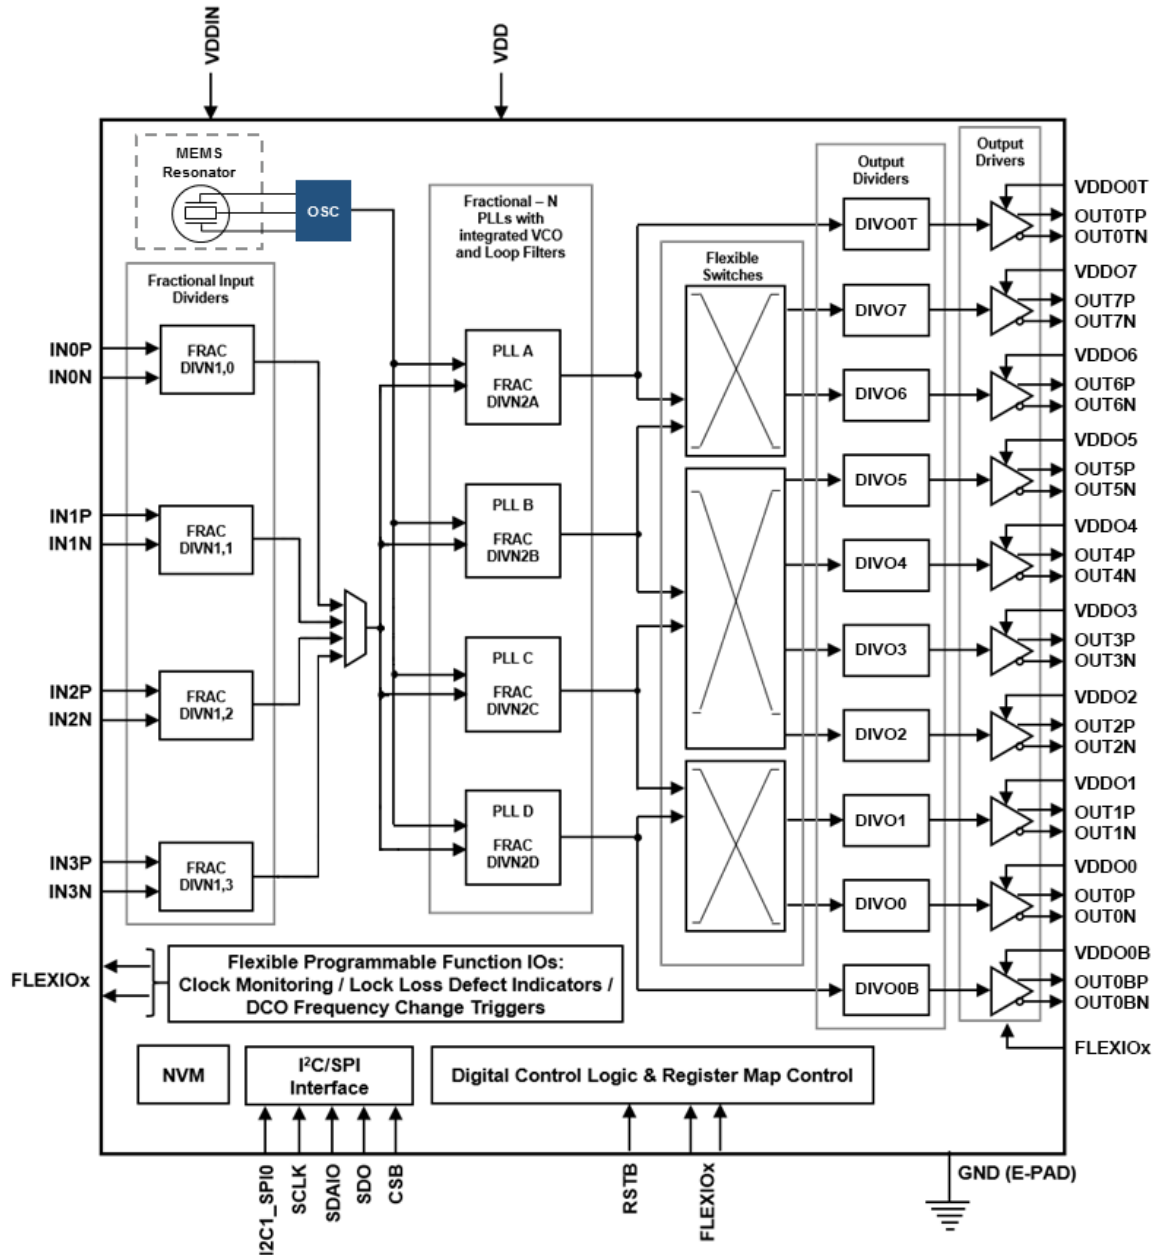 VDDIN
VDD
MEMS
Resonator
OSC
Fractional – N
PLLs with
integrated VCO
and Loop Filters
Output
Dividers
Output
Drivers
Fractional Input
Dividers
Flexible
Switches
IN0P
IN0N
FRAC
DIVN1,0
IN1P
IN1N
FRAC
DIVN1,1
IN2P
IN2N
FRAC
DIVN1,2
IN3P
IN3N
FRAC
DIVN1,3
PLL A
FRAC
DIVN2A
PLL B
FRAC
DIVN2B
PLL C
FRAC
DIVN2C
PLL D
FRAC
DIVN2D
DIVO0T
DIVO7
DIVO6
DIVO5
DIVO4
DIVO3
DIVO2
DIVO1
DIVO0
DIVO0B
VDDO0T
OUT0TP
OUT0TN
VDDO7
OUT7P
OUT7N
VDDO6
OUT6P
OUT6N
VDDO5
OUT5P
OUT5N
VDDO4
OUT4P
OUT4N
VDDO3
OUT3P
OUT3N
VDDO2
OUT2P
OUT2N
VDDO1
OUT1P
OUT1N
VDDO0
OUT0P
OUT0N
VDDO0B
OUT0BP
OUT0BN
FLEXIOx
FLEXIOx
Flexible Programmable Function IOs:
Clock Monitoring / Lock Loss Defect Indicators /
DCO Frequency Change Triggers
NVM
I²C/SPI
Interface
Digital Control Logic & Register Map Control
I2C1_SPI0
SCLK
SDAIO
SDO
CSB
RSTB
FLEXIOx
GND (E-PAD)